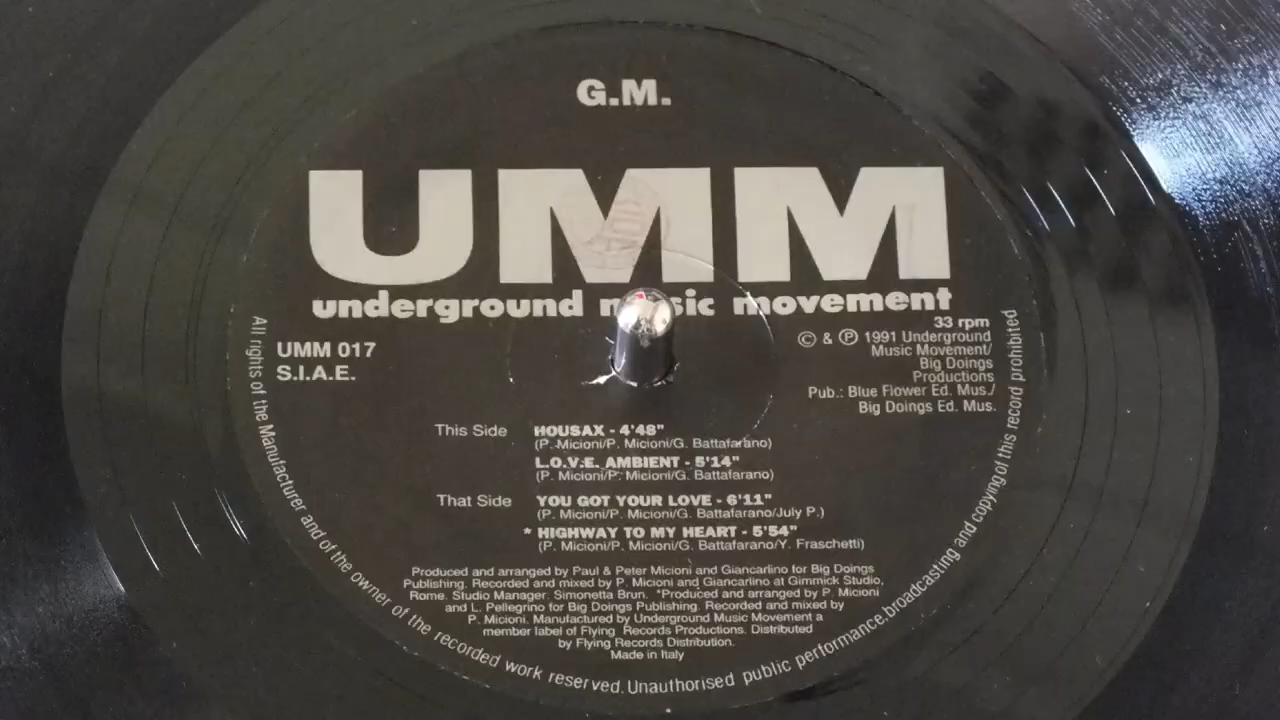 G.M.
UMM
underground music movement
33 rpm
© & ℗ 1991 Underground
Music Movement/
Big Doings
Productions
Pub.: Blue Flower Ed. Mus./
Big Doings Ed. Mus.
UMM 017
S.I.A.E.
This Side HOUSAX - 4'48"
(P. Micioni/P. Micioni/G. Battafarano)
L.O.V.E. AMBIENT - 5'14"
(P. Micioni/P. Micioni/G. Battafarano)
That Side YOU GOT YOUR LOVE - 6'11"
(P. Micioni/P. Micioni/G. Battafarano/July P.)
* HIGHWAY TO MY HEART - 5'54"
(P. Micioni/P. Micioni/G. Battafarano/Y. Fraschetti)
Produced and arranged by Paul & Peter Micioni and Giancarlino for Big Doings
Publishing. Recorded and mixed by P. Micioni and Giancarlino at Gimmick Studio,
Rome. Studio Manager: Simonetta Brun. *Produced and arranged by P. Micioni
and L. Pellegrino for Big Doings Publishing. Recorded and mixed by
P. Micioni. Manufactured by Underground Music Movement a
member label of Flying Records Productions. Distributed
by Flying Records Distribution.
Made in Italy
All rights of the Manufacturer and of the owner of the recorded work reserved. Unauthorised public performance, broadcasting and copying of this record prohibited